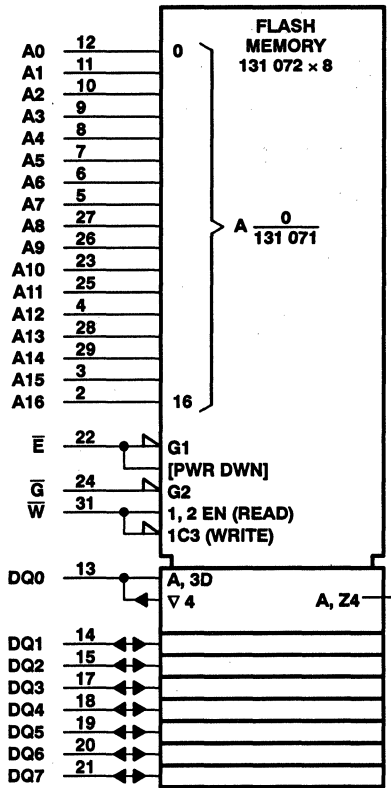 FLASH
MEMORY
131 072 × 8
A0 12 0
A1 11
A2 10
A3 9
A4 8
A5 7
A6 6
A7 5
A8 27
A 0
131 071
A9 26
A10 23
A11 25
A12 4
A13 28
A14 29
A15 3
A16 2 16
E̅ 22 G1
[PWR DWN]
G̅ 24 G2
W̅ 31 1, 2 EN (READ)
1C3 (WRITE)
DQ0 13 A, 3D
∇ 4 A, Z4
DQ1 14
DQ2 15
DQ3 17
DQ4 18
DQ5 19
DQ6 20
DQ7 21